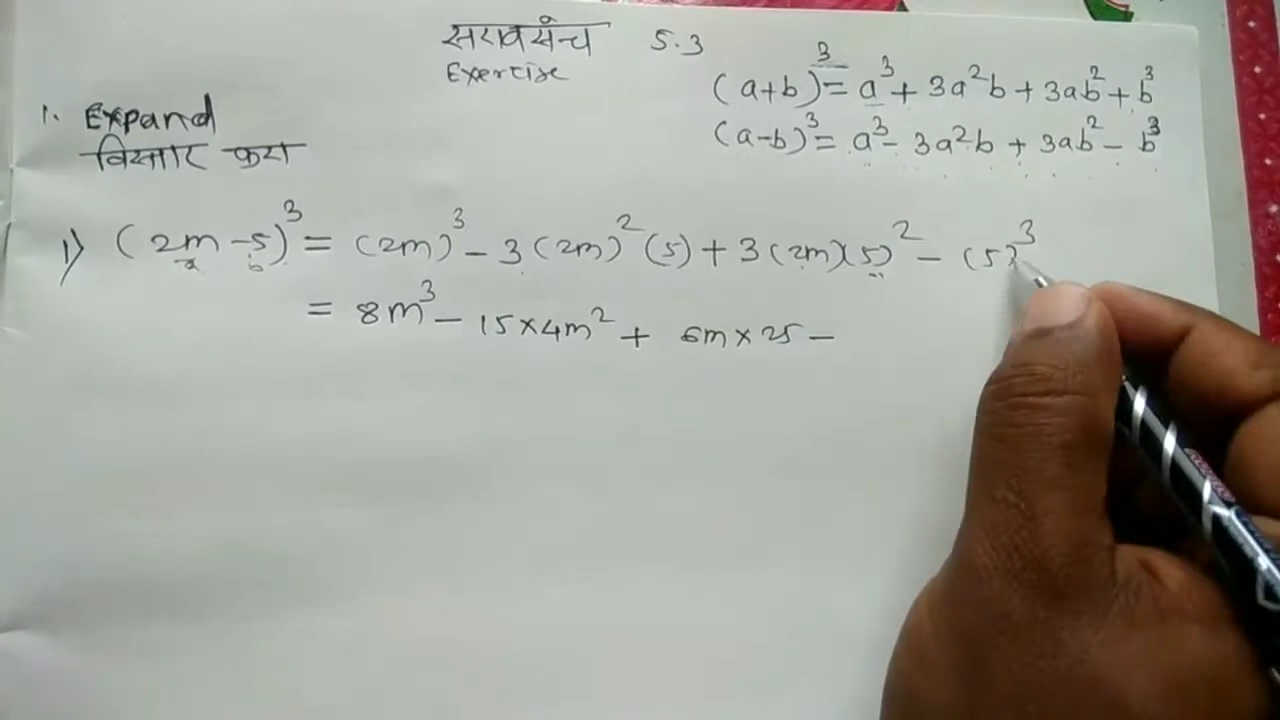 सरावसंच 5.3
Exercise
(a+b)³ = a³ + 3a²b + 3ab² + b³
(a-b)³ = a³ - 3a²b + 3ab² - b³
1. Expand
विस्तार करा
1) (2m - 5)³ = (2m)³ - 3(2m)²(5) + 3(2m)(5)² - (5)³
a b
= 8m³ - 15×4m² + 6m×25 -